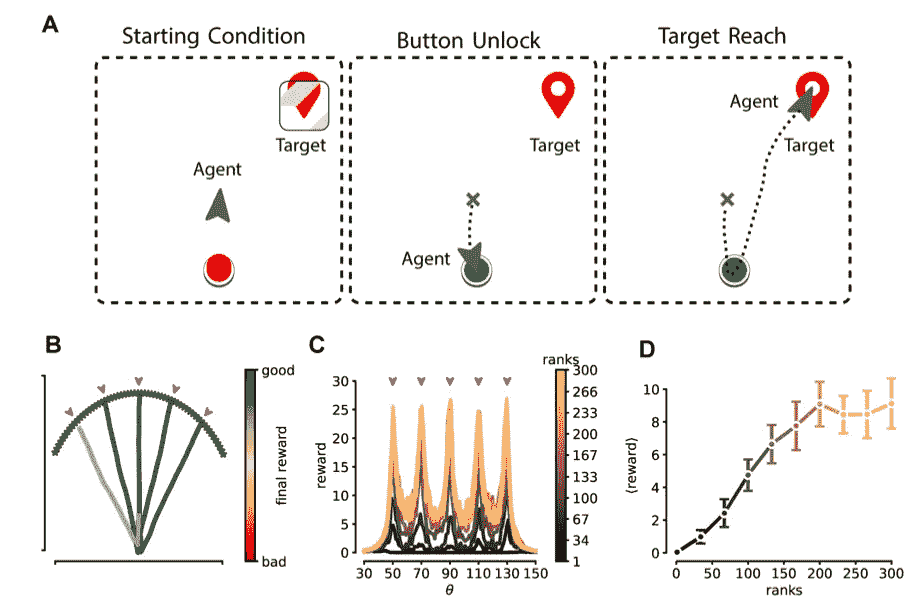 A
Starting Condition
Button Unlock
Target Reach
Target
Agent
Target
Agent
Agent
Target
B
good
final reward
bad
C
ranks
reward
30
25
20
15
10
5
0
30 50 70 90 110 130 150
θ
300
266
233
200
167
133
100
67
34
1
D
⟨reward⟩
10
8
6
4
2
0
0 50 100 150 200 250 300
ranks